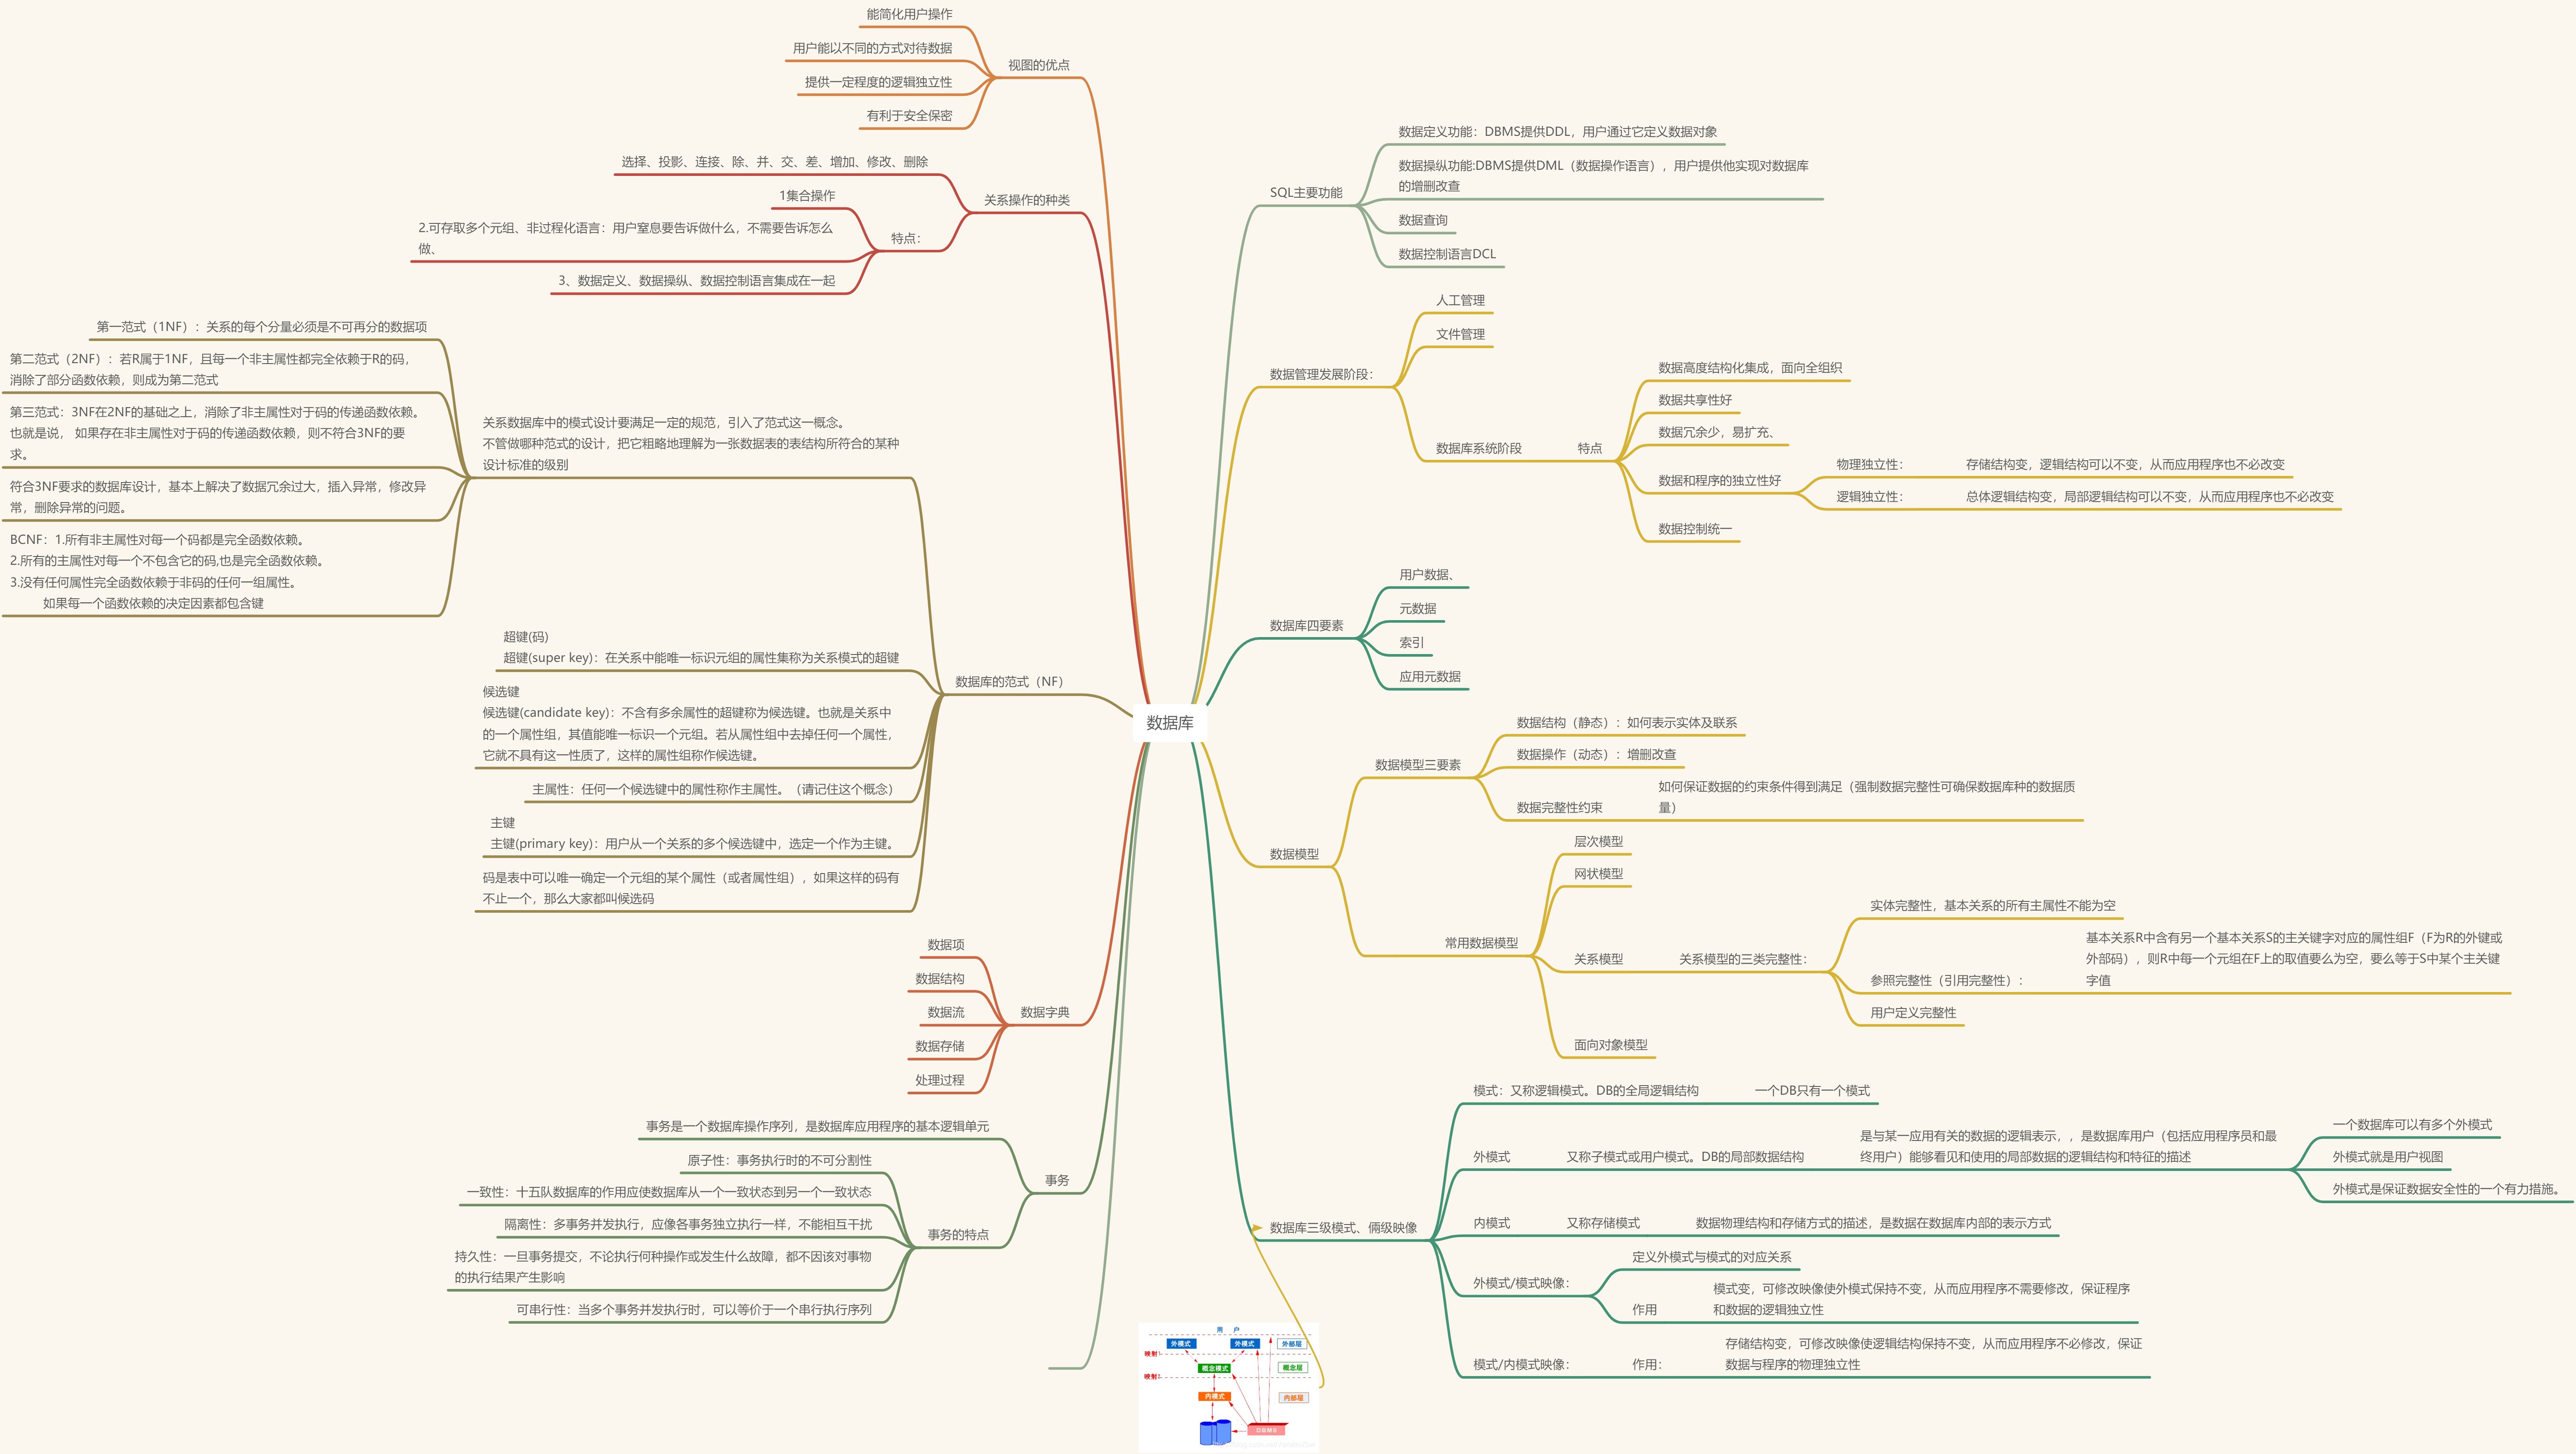 数据库
视图的优点
能简化用户操作
用户能以不同的方式对待数据
提供一定程度的逻辑独立性
有利于安全保密
关系操作的种类
选择、投影、连接、除、并、交、差、增加、修改、删除
特点：
1集合操作
2.可存取多个元组、非过程化语言：用户窒息要告诉做什么，不需要告诉怎么
做、
3、数据定义、数据操纵、数据控制语言集成在一起
数据库的范式（NF）
关系数据库中的模式设计要满足一定的规范，引入了范式这一概念。
不管做哪种范式的设计，把它粗略地理解为一张数据表的表结构所符合的某种
设计标准的级别
第一范式（1NF）：关系的每个分量必须是不可再分的数据项
第二范式（2NF）：若R属于1NF，且每一个非主属性都完全依赖于R的码，
消除了部分函数依赖，则成为第二范式
第三范式：3NF在2NF的基础之上，消除了非主属性对于码的传递函数依赖。
也就是说， 如果存在非主属性对于码的传递函数依赖，则不符合3NF的要
求。
符合3NF要求的数据库设计，基本上解决了数据冗余过大，插入异常，修改异
常，删除异常的问题。
BCNF：1.所有非主属性对每一个码都是完全函数依赖。
2.所有的主属性对每一个不包含它的码,也是完全函数依赖。
3.没有任何属性完全函数依赖于非码的任何一组属性。
如果每一个函数依赖的决定因素都包含键
超键(码)
超键(super key)：在关系中能唯一标识元组的属性集称为关系模式的超键
候选键
候选键(candidate key)：不含有多余属性的超键称为候选键。也就是关系中
的一个属性组，其值能唯一标识一个元组。若从属性组中去掉任何一个属性，
它就不具有这一性质了，这样的属性组称作候选键。
主属性：任何一个候选键中的属性称作主属性。（请记住这个概念）
主键
主键(primary key)：用户从一个关系的多个候选键中，选定一个作为主键。
码是表中可以唯一确定一个元组的某个属性（或者属性组），如果这样的码有
不止一个，那么大家都叫候选码
数据字典
数据项
数据结构
数据流
数据存储
处理过程
事务
事务是一个数据库操作序列，是数据库应用程序的基本逻辑单元
事务的特点
原子性：事务执行时的不可分割性
一致性：十五队数据库的作用应使数据库从一个一致状态到另一个一致状态
隔离性：多事务并发执行，应像各事务独立执行一样，不能相互干扰
持久性：一旦事务提交，不论执行何种操作或发生什么故障，都不因该对事物
的执行结果产生影响
可串行性：当多个事务并发执行时，可以等价于一个串行执行序列
SQL主要功能
数据定义功能：DBMS提供DDL，用户通过它定义数据对象
数据操纵功能:DBMS提供DML（数据操作语言），用户提供他实现对数据库
的增删改查
数据查询
数据控制语言DCL
数据管理发展阶段：
人工管理
文件管理
数据库系统阶段
特点
数据高度结构化集成，面向全组织
数据共享性好
数据冗余少，易扩充、
数据和程序的独立性好
物理独立性：
存储结构变，逻辑结构可以不变，从而应用程序也不必改变
逻辑独立性：
总体逻辑结构变，局部逻辑结构可以不变，从而应用程序也不必改变
数据控制统一
数据库四要素
用户数据、
元数据
索引
应用元数据
数据模型
数据模型三要素
数据结构（静态）：如何表示实体及联系
数据操作（动态）：增删改查
数据完整性约束
如何保证数据的约束条件得到满足（强制数据完整性可确保数据库种的数据质
量）
常用数据模型
层次模型
网状模型
关系模型
关系模型的三类完整性：
实体完整性，基本关系的所有主属性不能为空
参照完整性（引用完整性）：
基本关系R中含有另一个基本关系S的主关键字对应的属性组F（F为R的外键或
外部码），则R中每一个元组在F上的取值要么为空，要么等于S中某个主关键
字值
用户定义完整性
面向对象模型
数据库三级模式、俩级映像
模式：又称逻辑模式。DB的全局逻辑结构
一个DB只有一个模式
外模式
又称子模式或用户模式。DB的局部数据结构
是与某一应用有关的数据的逻辑表示，，是数据库用户（包括应用程序员和最
终用户）能够看见和使用的局部数据的逻辑结构和特征的描述
一个数据库可以有多个外模式
外模式就是用户视图
外模式是保证数据安全性的一个有力措施。
内模式
又称存储模式
数据物理结构和存储方式的描述，是数据在数据库内部的表示方式
外模式/模式映像：
定义外模式与模式的对应关系
作用
模式变，可修改映像使外模式保持不变，从而应用程序不需要修改，保证程序
和数据的逻辑独立性
模式/内模式映像：
作用：
存储结构变，可修改映像使逻辑结构保持不变，从而应用程序不必修改，保证
数据与程序的物理独立性
用 户
外模式
外模式
外部层
映射
概念模式
概念层
映射
内模式
内部层
DBMS